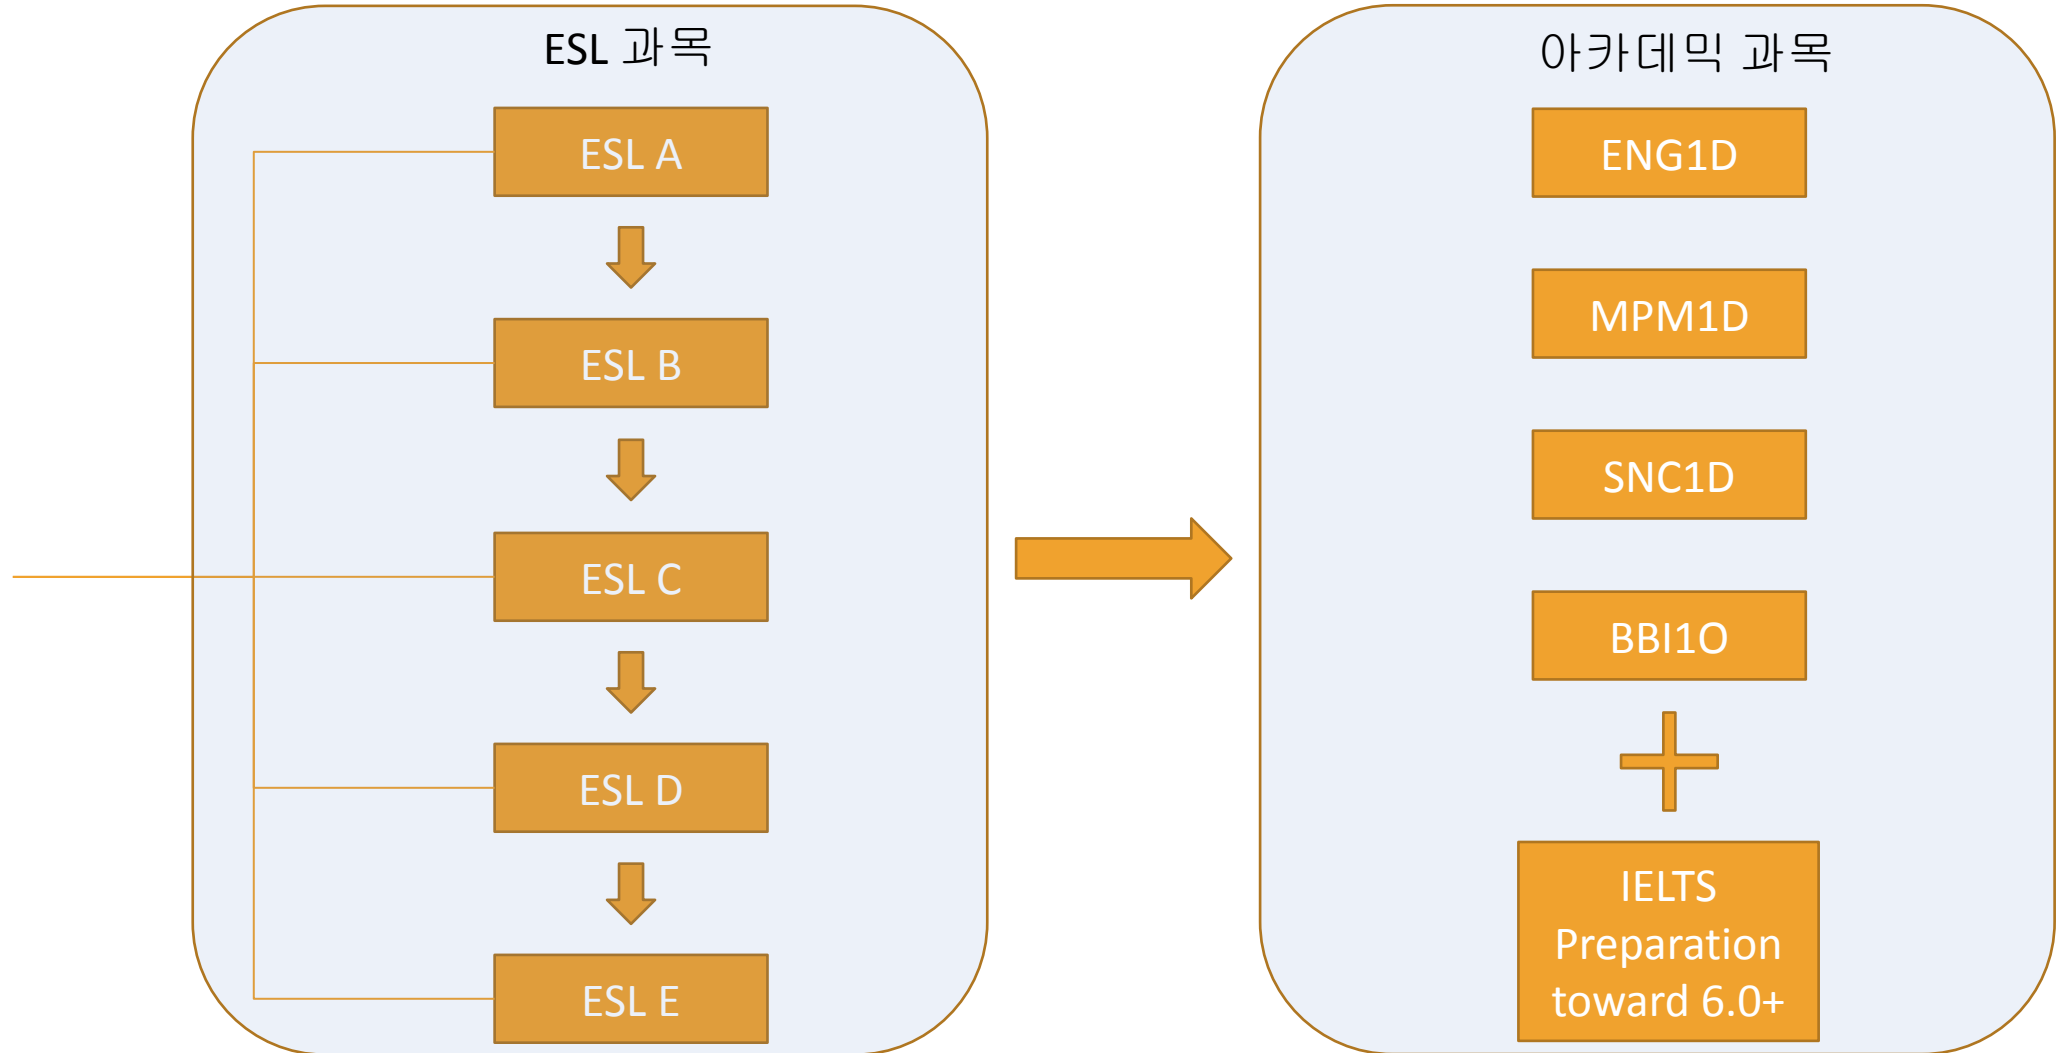 ESL 과목
ESL A
ESL B
ESL C
ESL D
ESL E
아카데믹 과목
ENG1D
MPM1D
SNC1D
BBI1O
IELTS
Preparation
toward 6.0+